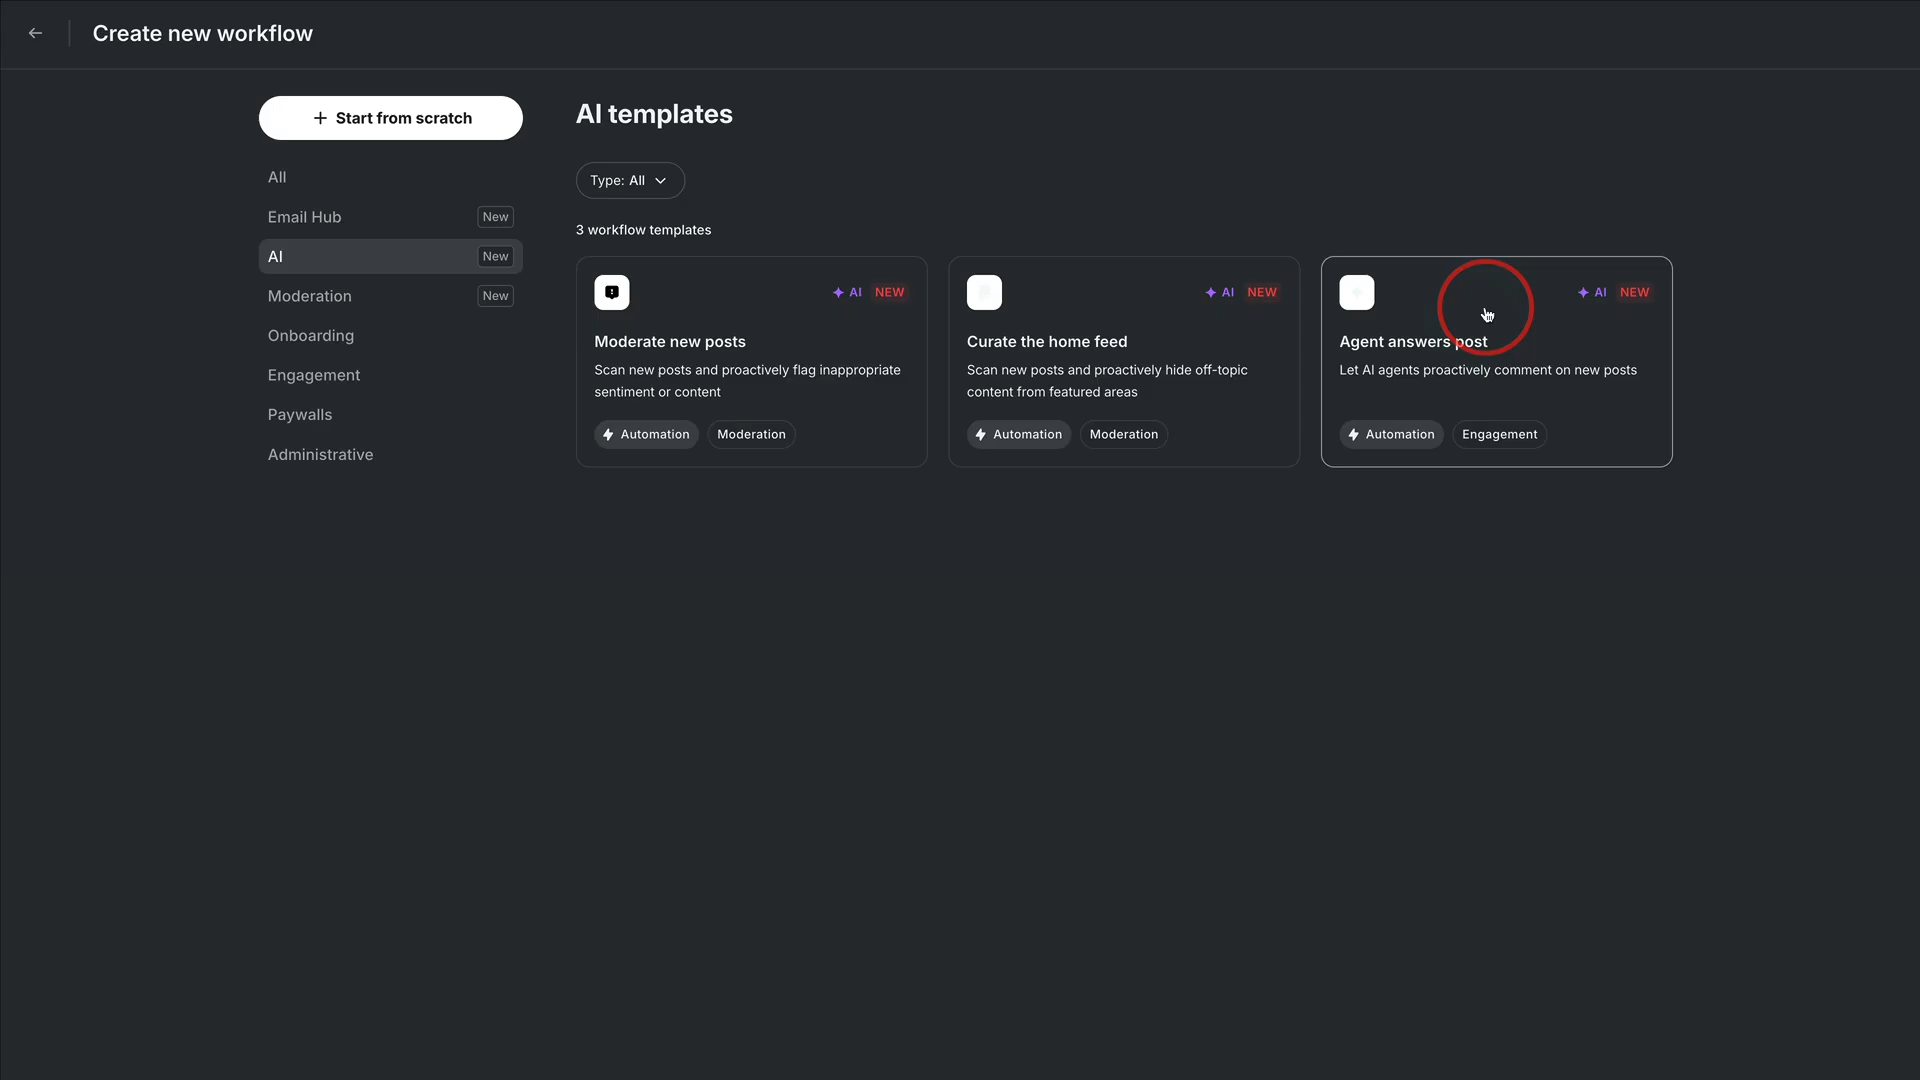 Create new workflow
Start from scratch
All
Email Hub New
AI New
Moderation New
Onboarding
Engagement
Paywalls
Administrative
AI templates
Type: All
3 workflow templates
AI NEW
Moderate new posts
Scan new posts and proactively flag inappropriate
sentiment or content
Automation Moderation
AI NEW
Curate the home feed
Scan new posts and proactively hide off-topic
content from featured areas
Automation Moderation
AI NEW
Agent answers post
Let AI agents proactively comment on new posts
Automation Engagement